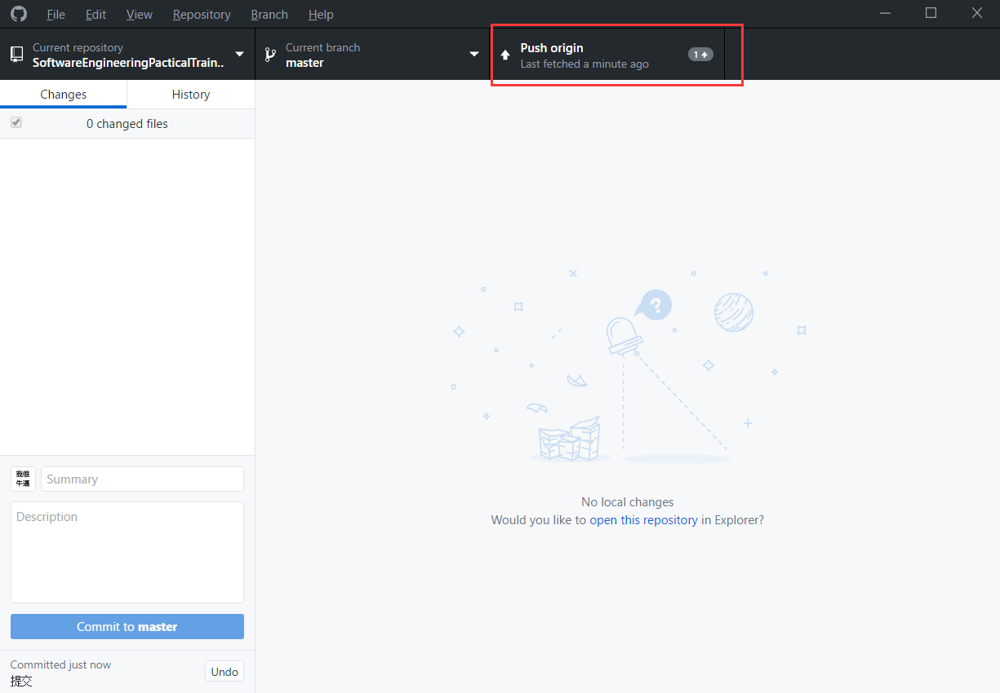 File Edit View Repository Branch Help
Current repository
SoftwareEngineeringPacticalTrain..
Current branch
master
Push origin
Last fetched a minute ago
1
Changes
History
0 changed files
?
No local changes
Would you like to open this repository in Explorer?
我很
牛逼
Summary
Description
Commit to master
Committed just now
提交
Undo